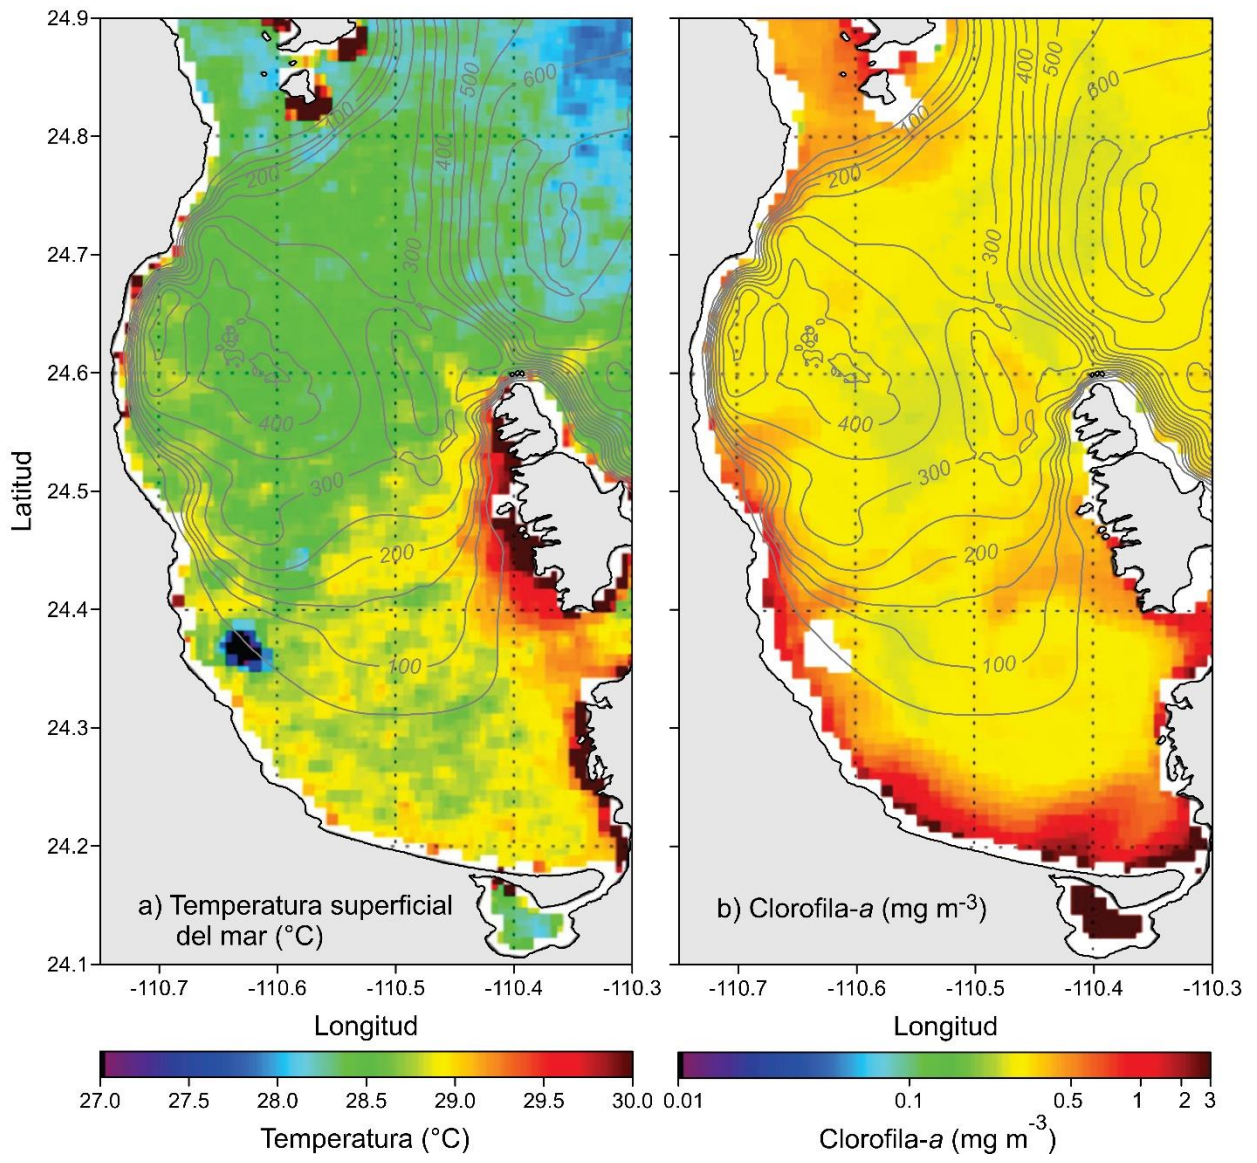 24.9
24.8
24.7
24.6
24.5
24.4
24.3
24.2
24.1
Latitud
500
600
400
100
200
300
400
300
200
100
a) Temperatura superficial
del mar (°C)
-110.7 -110.6 -110.5 -110.4 -110.3
Longitud
27.0 27.5 28.0 28.5 29.0 29.5 30.0
Temperatura (°C)
400
500
600
100
200
300
400
300
200
100
b) Clorofila-a (mg m⁻³)
-110.7 -110.6 -110.5 -110.4 -110.3
Longitud
0.01 0.1 0.5 1 2 3
Clorofila-a (mg m⁻³)